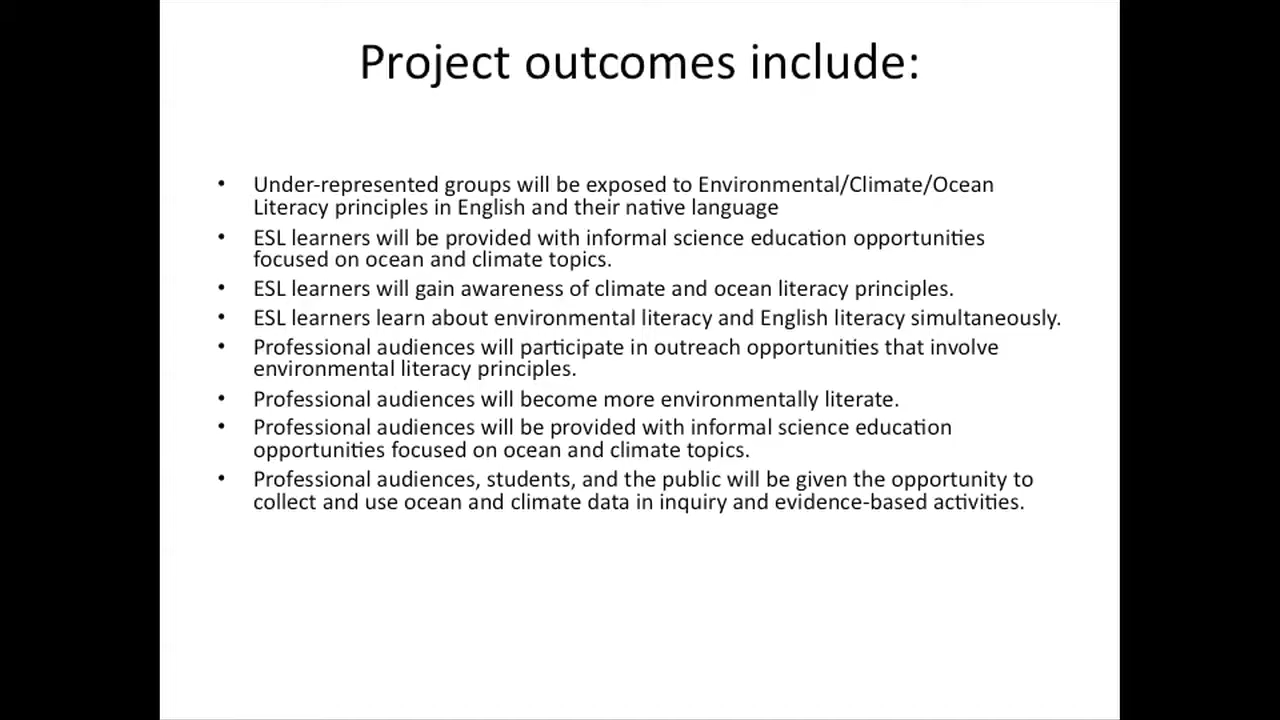 Project outcomes include:
• Under-represented groups will be exposed to Environmental/Climate/Ocean
Literacy principles in English and their native language
• ESL learners will be provided with informal science education opportunities
focused on ocean and climate topics.
• ESL learners will gain awareness of climate and ocean literacy principles.
• ESL learners learn about environmental literacy and English literacy simultaneously.
• Professional audiences will participate in outreach opportunities that involve
environmental literacy principles.
• Professional audiences will become more environmentally literate.
• Professional audiences will be provided with informal science education
opportunities focused on ocean and climate topics.
• Professional audiences, students, and the public will be given the opportunity to
collect and use ocean and climate data in inquiry and evidence-based activities.